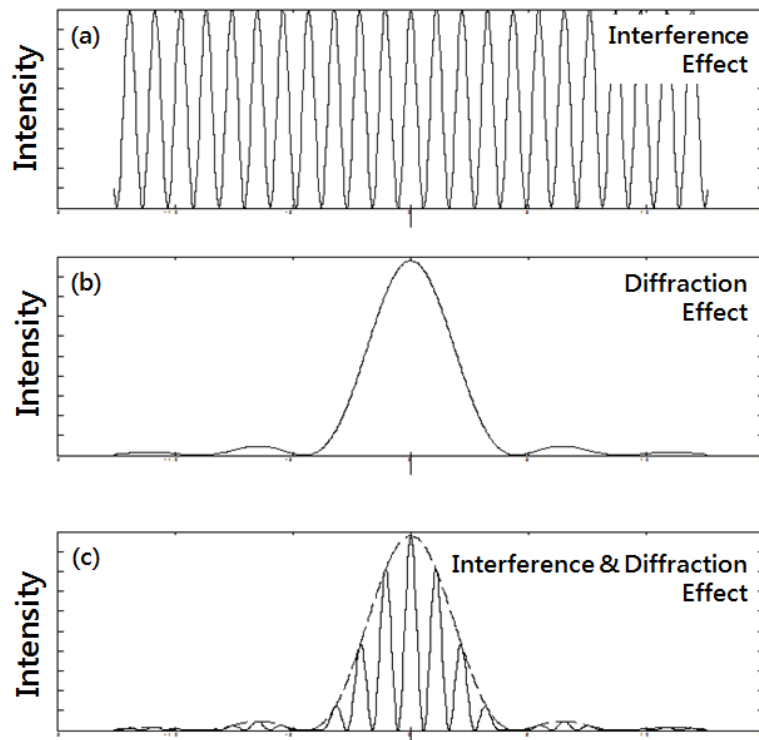 (a)
Interference
Effect
Intensity
(b)
Diffraction
Effect
Intensity
(c)
Interference & Diffraction
Effect
Intensity